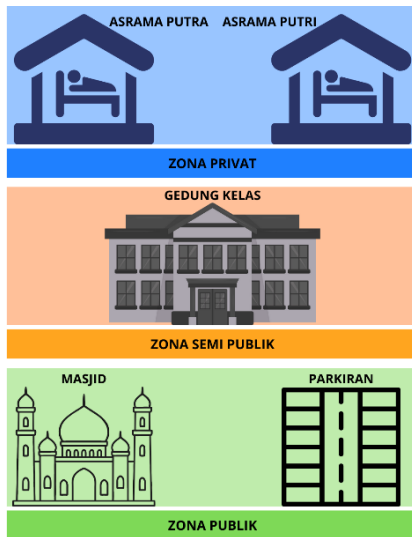 ASRAMA PUTRA ASRAMA PUTRI
ZONA PRIVAT
GEDUNG KELAS
ZONA SEMI PUBLIK
MASJID PARKIRAN
ZONA PUBLIK